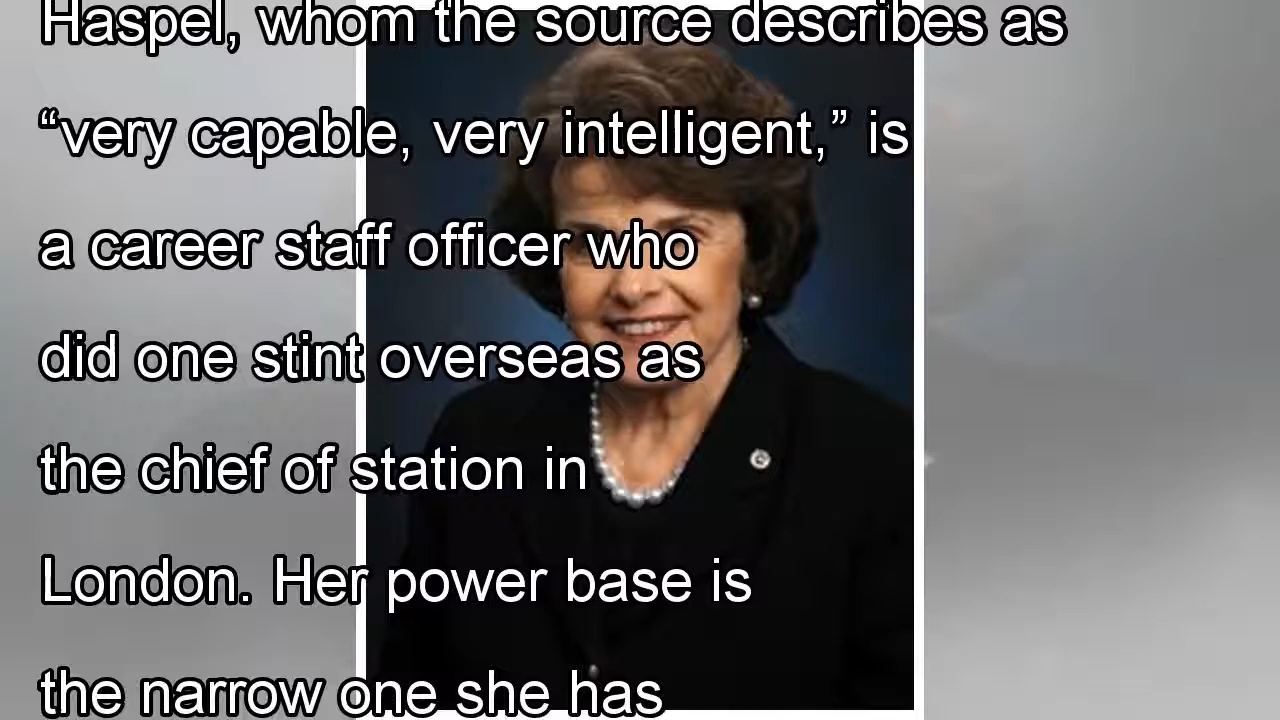 Haspel, whom the source describes as
“very capable, very intelligent,” is
a career staff officer who
did one stint overseas as
the chief of station in
London. Her power base is
the narrow one she has